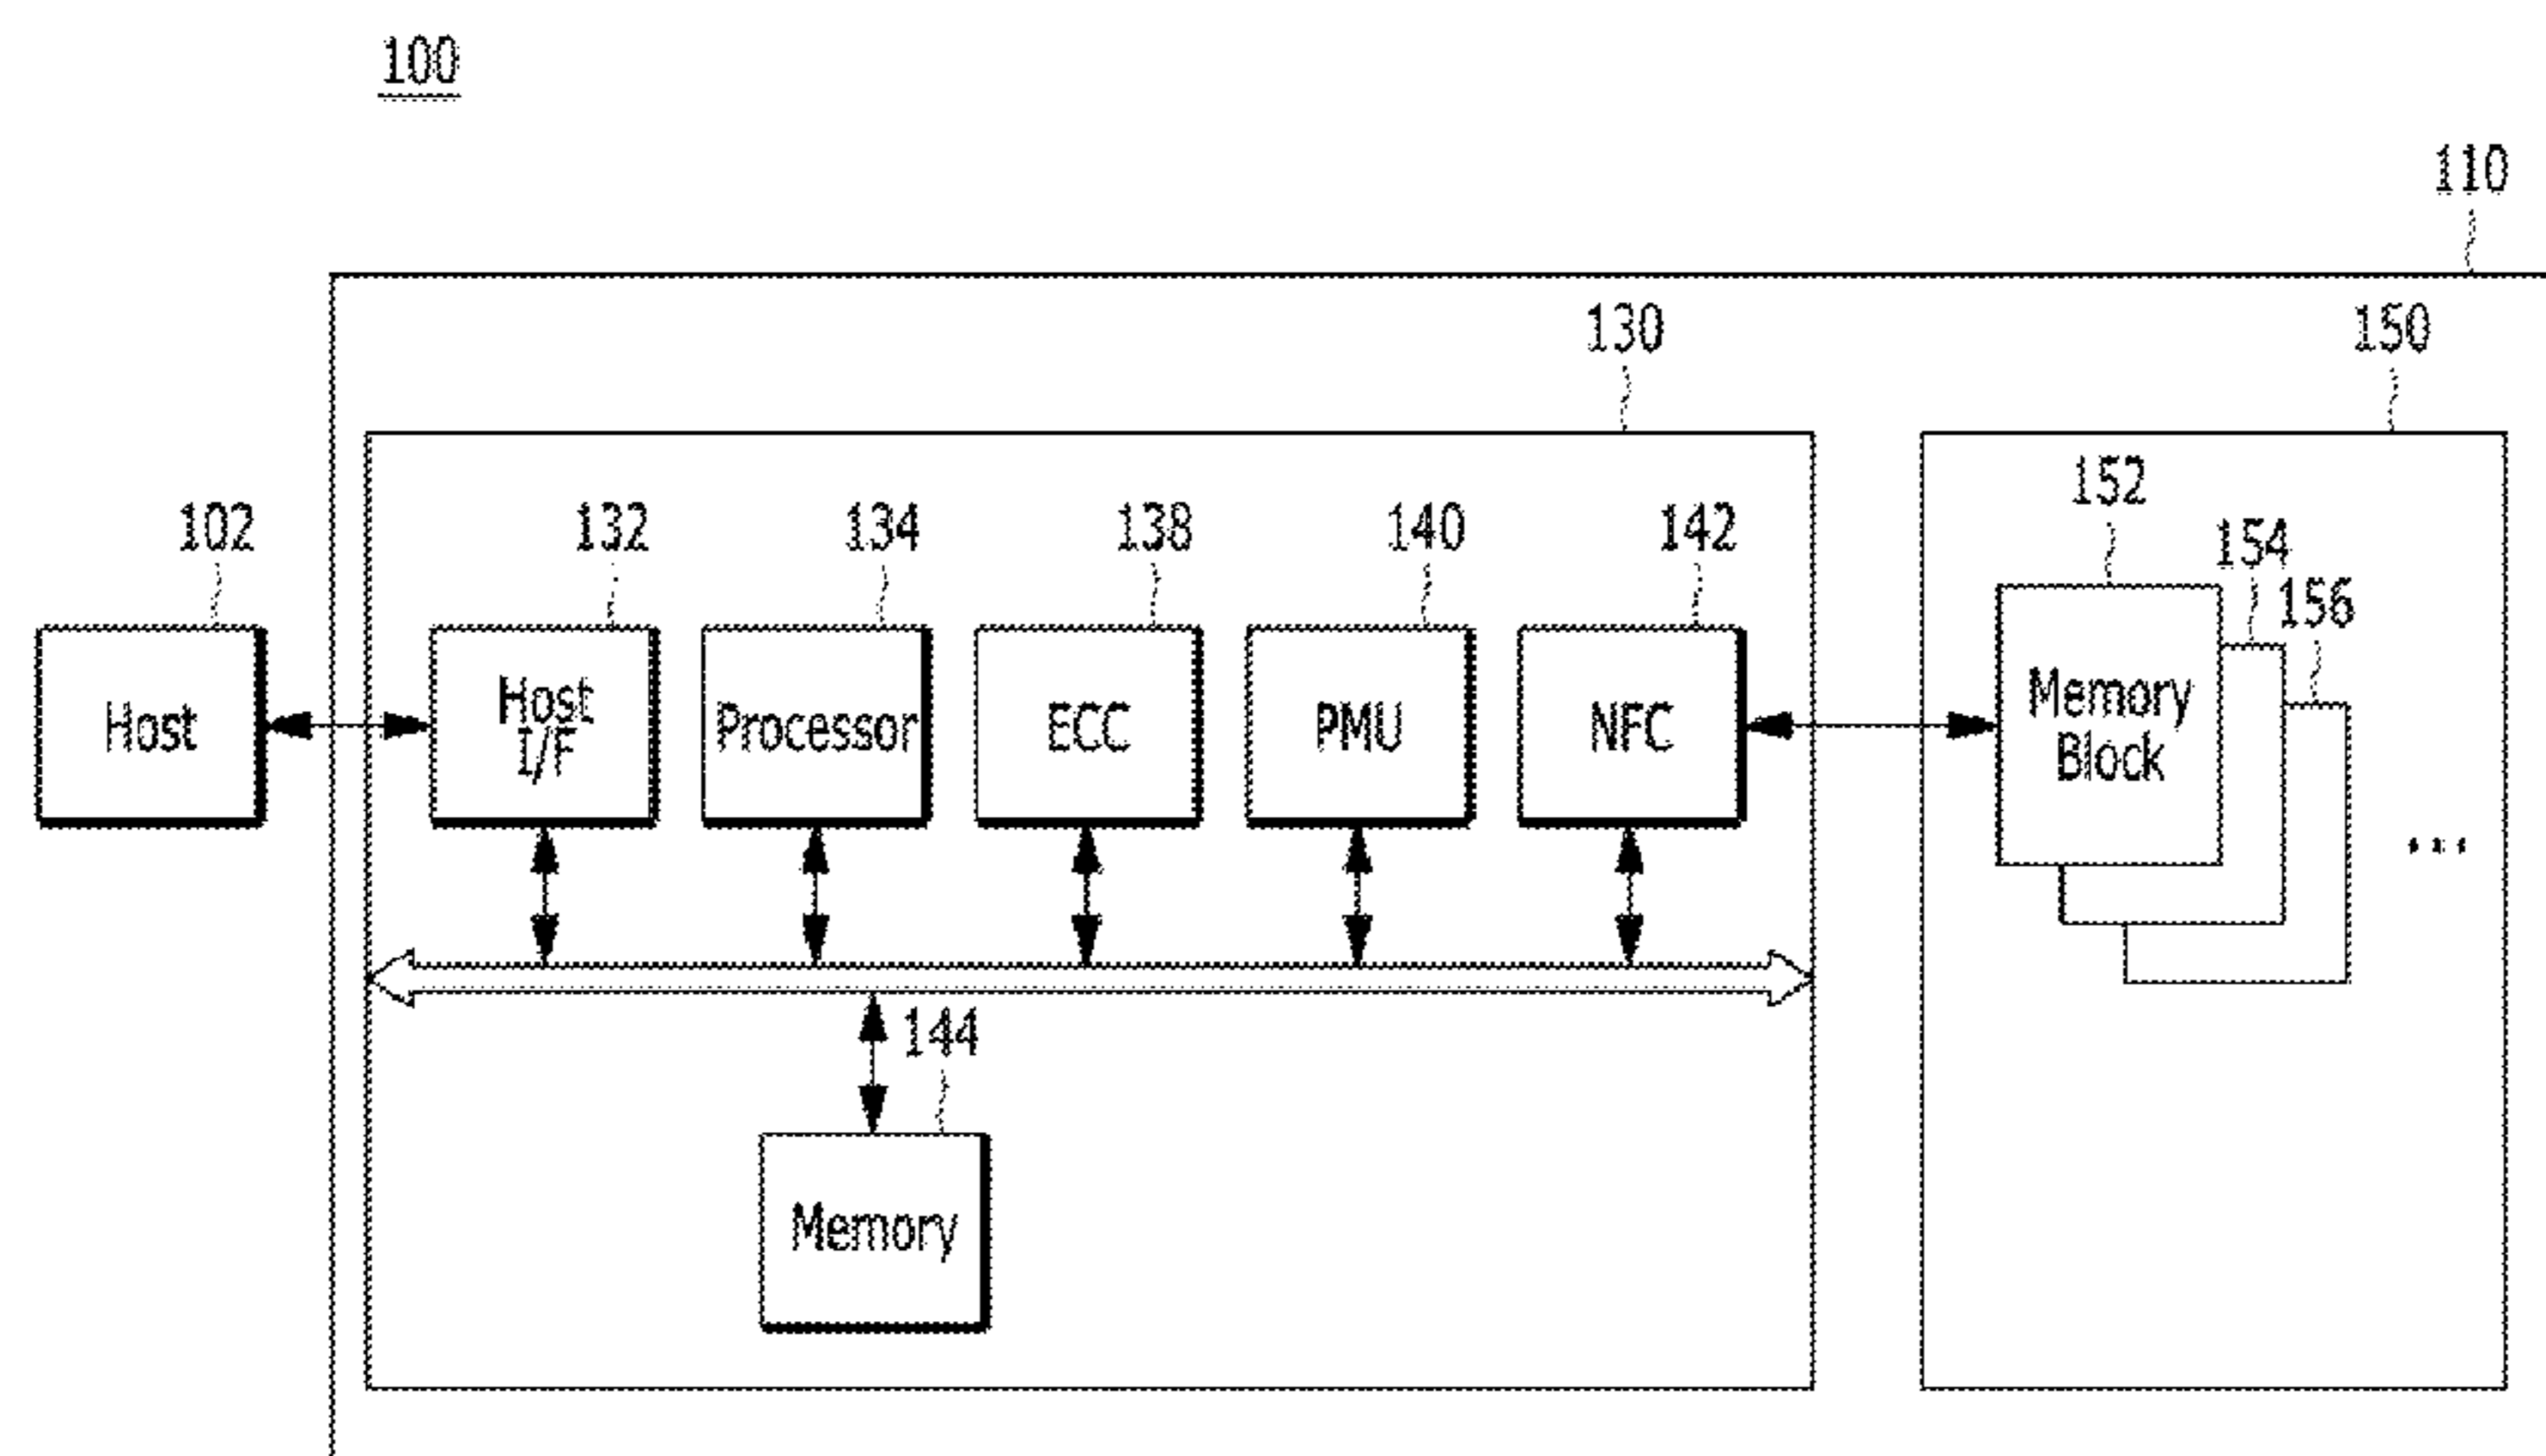 100
110
130
150
102
132
134
138
140
142
152
154
156
Host
Host
I/F
Processor
ECC
PMU
NFC
Memory
Block
...
144
Memory